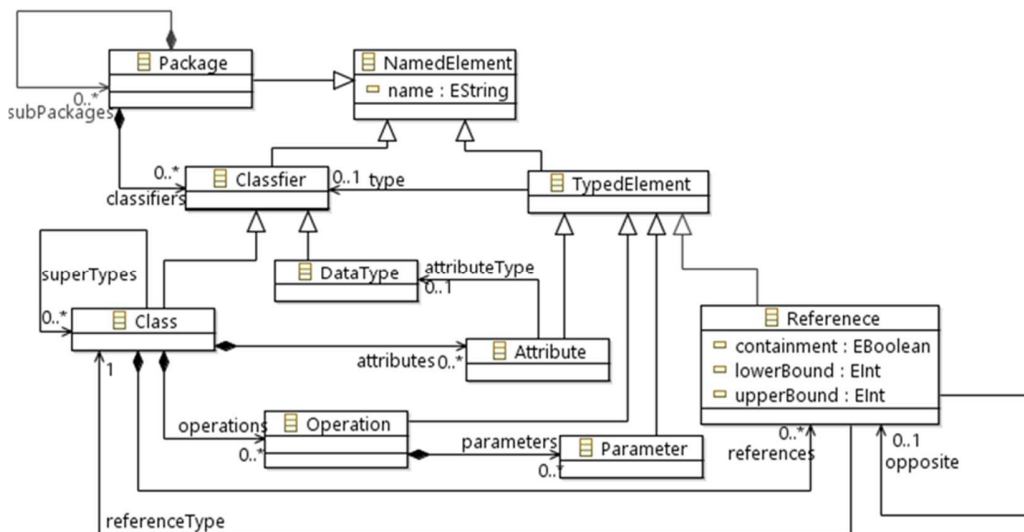 Package
NamedElement
name : EString
0..*
subPackages
0..*
classifiers
Classfier
0..1 type
TypedElement
superTypes
DataType
attributeType
0..1
0..*
Class
1
attributes 0..*
Attribute
Referenece
containment : EBoolean
lowerBound : EInt
upperBound : EInt
operations
0..*
Operation
parameters
0..*
Parameter
0..*
references
0..1
opposite
referenceType